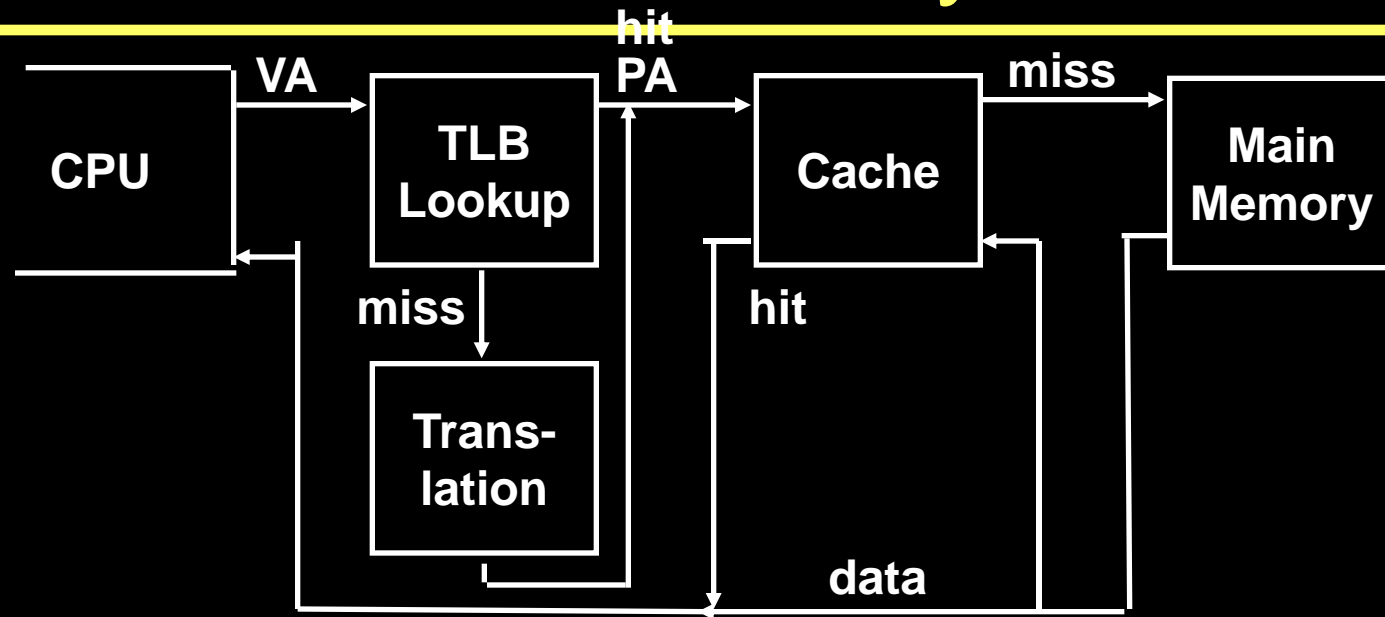 hit
VA
PA
miss
CPU
TLB
Lookup
Cache
Main
Memory
miss
hit
Trans-
lation
data